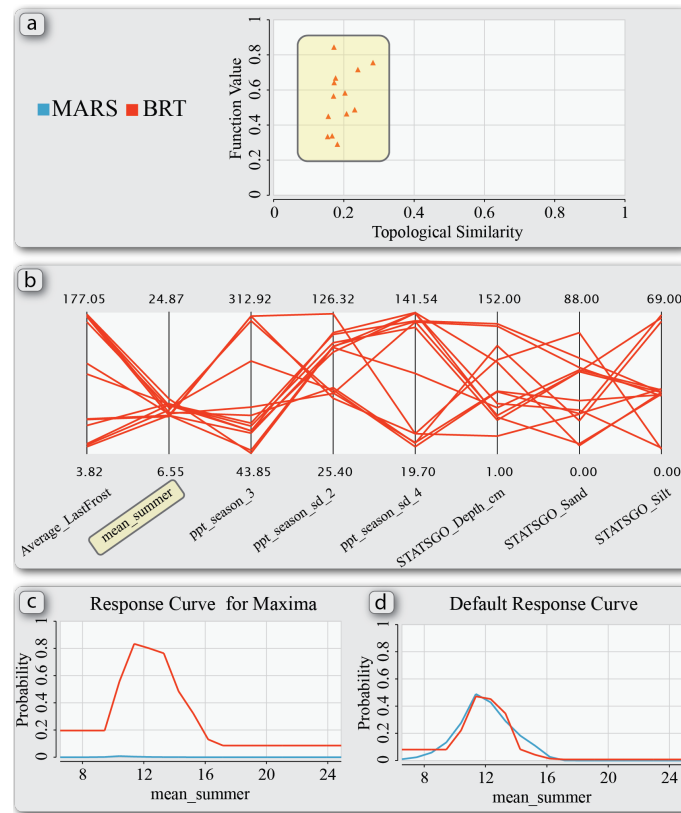 a
MARS BRT
Function Value
0 0.2 0.4 0.6 0.8 1
0 0.2 0.4 0.6 0.8 1
Topological Similarity
b
177.05 24.87 312.92 126.32 141.54 152.00 88.00 69.00
3.82 6.55 43.85 25.40 19.70 1.00 0.00 0.00
Average_LastFrost
mean_summer
ppt_season_3
ppt_season_sd_2
ppt_season_sd_4
STATSGO_Depth_cm
STATSGO_Sand
STATSGO_Silt
c
Response Curve for Maxima
Probability
0 0.2 0.4 0.6 0.8 1
8 12 16 20 24
mean_summer
d
Default Response Curve
Probability
0 0.2 0.4 0.6 0.8 1
8 12 16 20 24
mean_summer